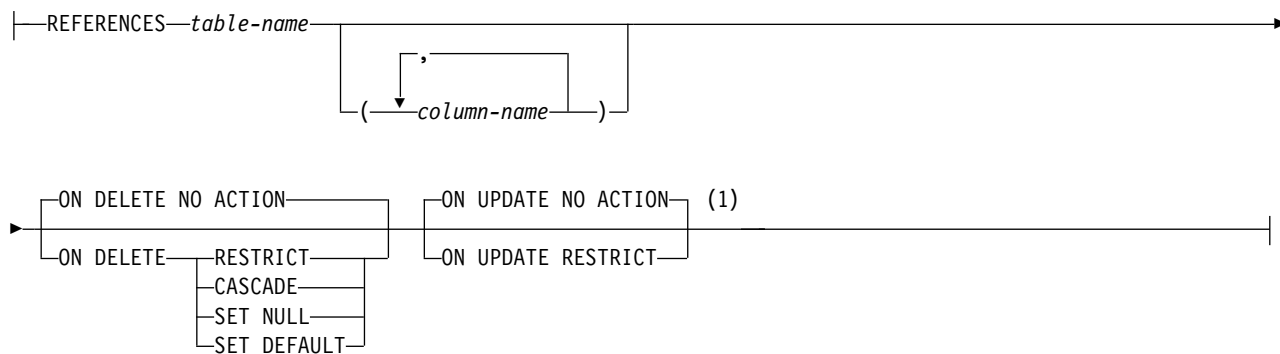 REFERENCES table-name
,
( column-name )
ON DELETE NO ACTION ON UPDATE NO ACTION (1)
ON DELETE RESTRICT ON UPDATE RESTRICT
CASCADE
SET NULL
SET DEFAULT